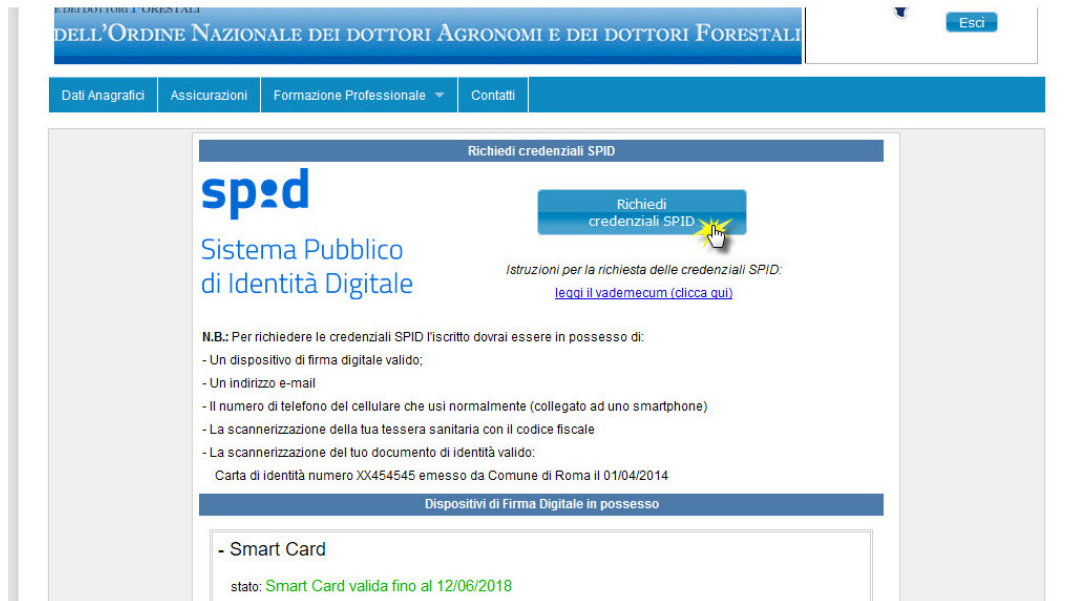 E DEI DOTTORI FORESTALI
DELL'ORDINE NAZIONALE DEI DOTTORI AGRONOMI E DEI DOTTORI FORESTALI
Esci
Dati Anagrafici Assicurazioni Formazione Professionale Contatti
Richiedi credenziali SPID
spid
Sistema Pubblico
di Identità Digitale
Richiedi
credenziali SPID
Istruzioni per la richiesta delle credenziali SPID:
leggi il vademecum (clicca qui)
N.B.: Per richiedere le credenziali SPID l'iscritto dovrai essere in possesso di:
- Un dispositivo di firma digitale valido;
- Un indirizzo e-mail
- Il numero di telefono del cellulare che usi normalmente (collegato ad uno smartphone)
- La scannerizzazione della tua tessera sanitaria con il codice fiscale
- La scannerizzazione del tuo documento di identità valido:
Carta di identità numero XX454545 emesso da Comune di Roma il 01/04/2014
Dispositivi di Firma Digitale in possesso
- Smart Card
stato: Smart Card valida fino al 12/06/2018